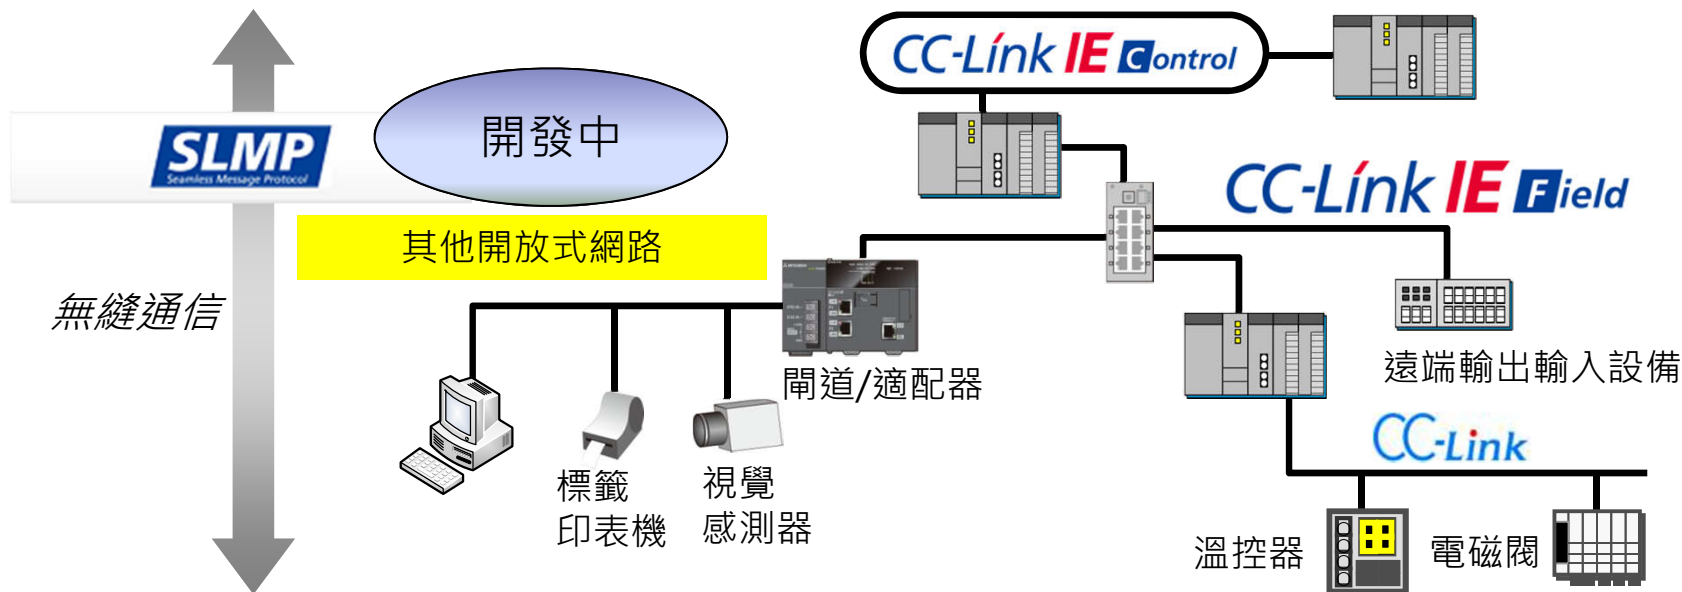 CC-Link IE Control
SLMP
Seamless Message Protocol
開發中
CC-Link IE Field
其他開放式網路
無縫通信
閘道/適配器
遠端輸出輸入設備
CC-Link
標籤
印表機
視覺
感測器
溫控器
電磁閥